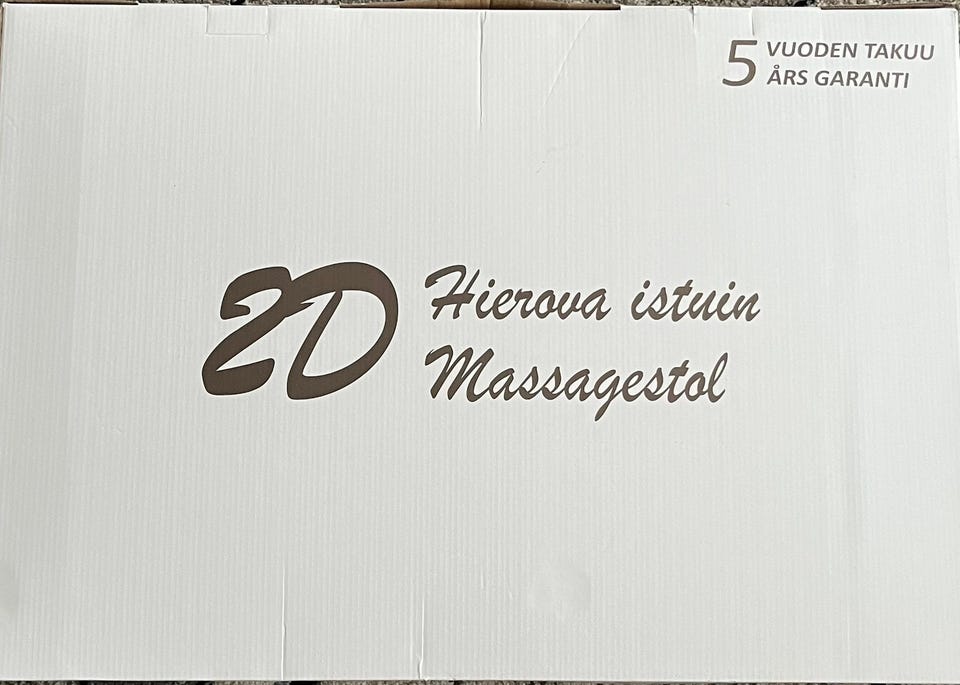 5 VUODEN TAKUU
ÅRS GARANTI
2D Hierova istuin
Massagestol